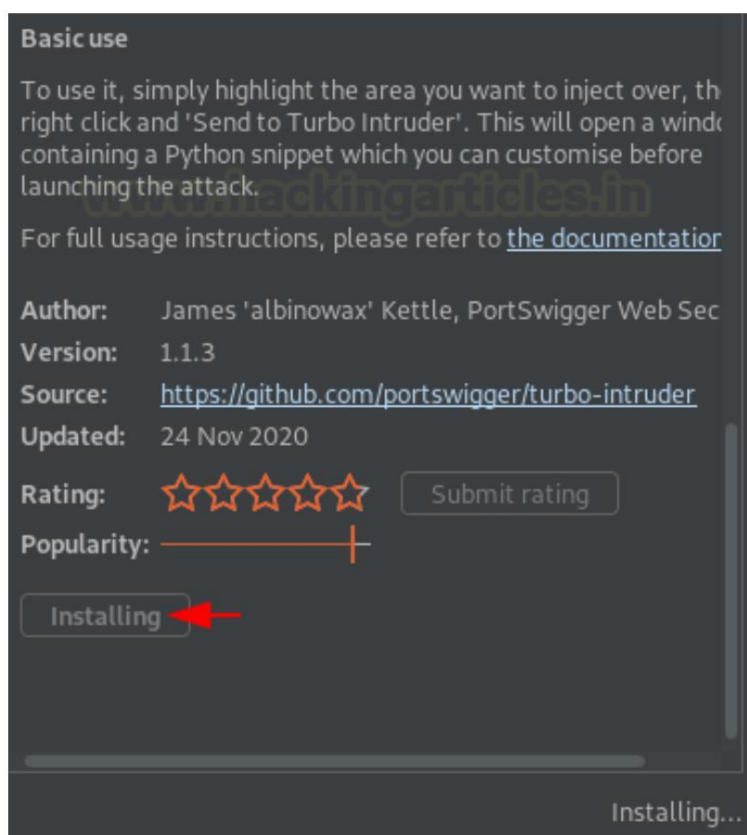 Basic use
To use it, simply highlight the area you want to inject over, th
right click and 'Send to Turbo Intruder'. This will open a windo
containing a Python snippet which you can customise before
launching the attack.
www.hackingarticles.in
For full usage instructions, please refer to the documentation
Author: James 'albinowax' Kettle, PortSwigger Web Sec
Version: 1.1.3
Source: https://github.com/portswigger/turbo-intruder
Updated: 24 Nov 2020
Rating: Submit rating
Popularity:
Installing
Installing...